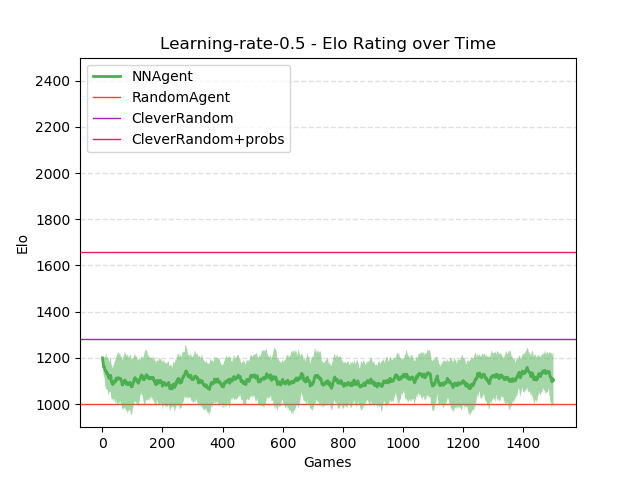 Learning-rate-0.5 - Elo Rating over Time
NNAgent
RandomAgent
CleverRandom
CleverRandom+probs
2400
2200
2000
1800
1600
1400
1200
1000
Elo
0 200 400 600 800 1000 1200 1400
Games